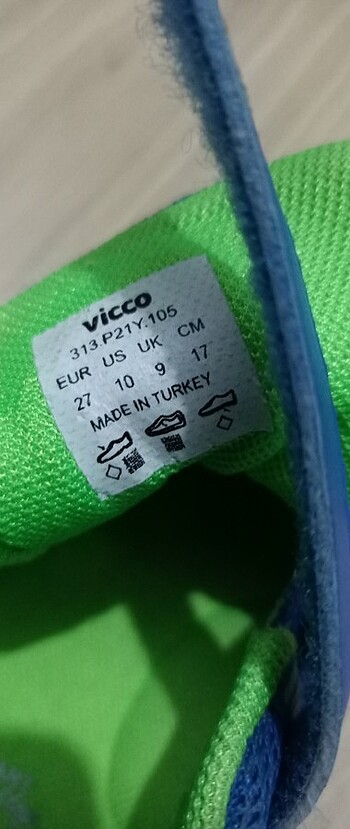 vicco
313.P21Y.105
EUR US UK CM
27 10 9 17
MADE IN TURKEY